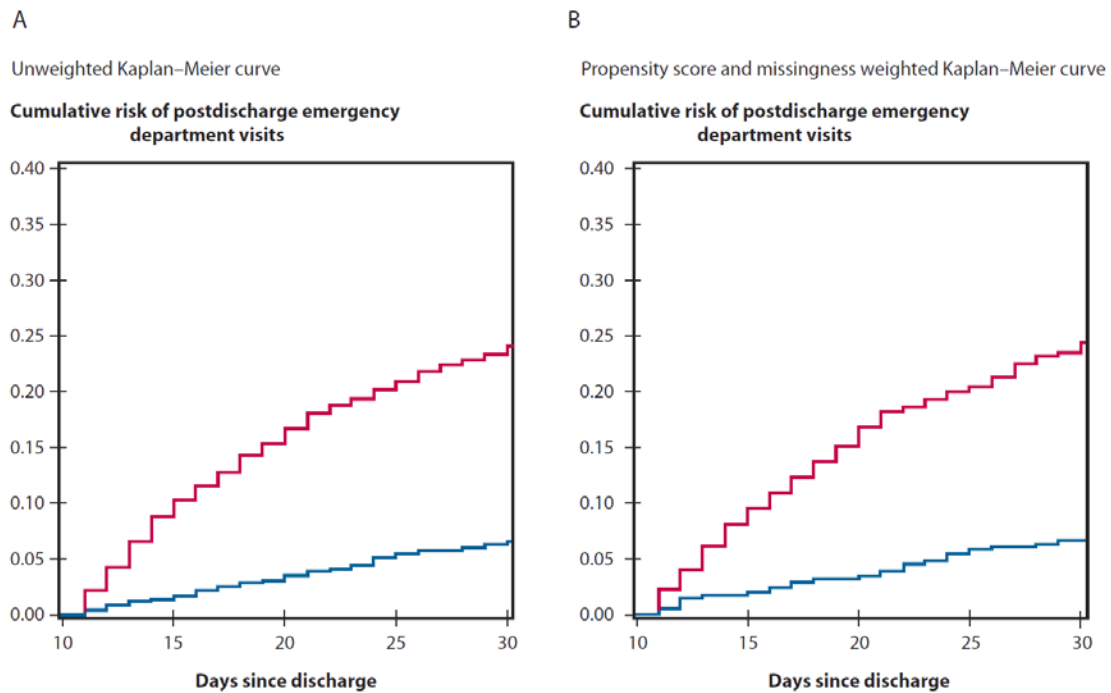 A
Unweighted Kaplan–Meier curve
Cumulative risk of postdischarge emergency
department visits
0.40
0.35
0.30
0.25
0.20
0.15
0.10
0.05
0.00
10
15
20
25
30
Days since discharge
B
Propensity score and missingness weighted Kaplan–Meier curve
Cumulative risk of postdischarge emergency
department visits
0.40
0.35
0.30
0.25
0.20
0.15
0.10
0.05
0.00
10
15
20
25
30
Days since discharge